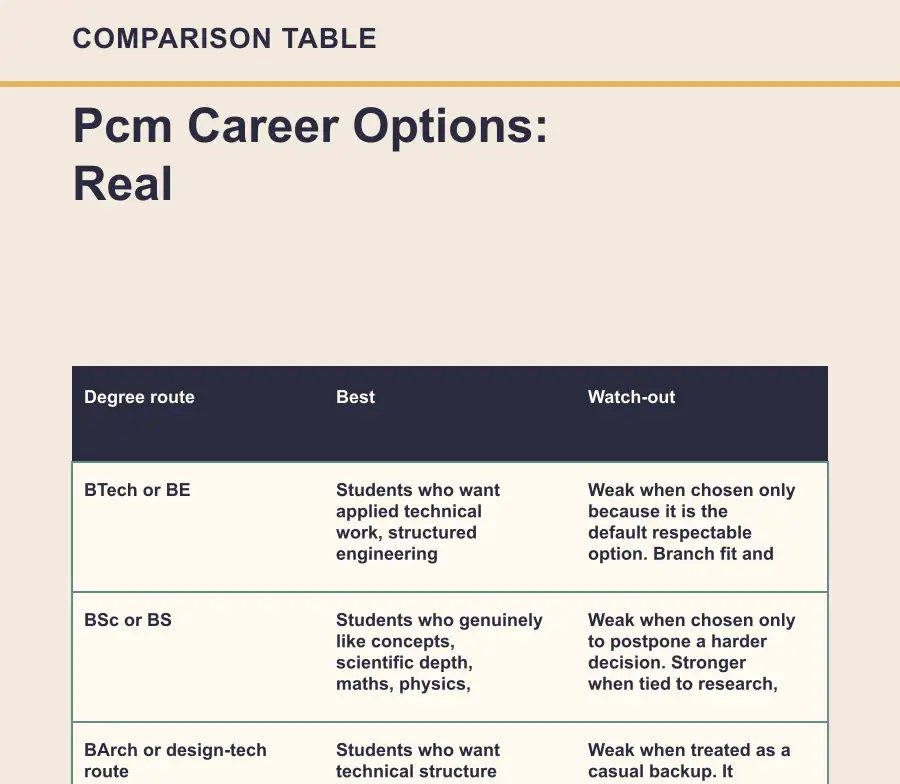 COMPARISON TABLE
Pcm Career Options:
Real
Degree route
Best
Watch-out
BTech or BE
Students who want
applied technical
work, structured
engineering
Weak when chosen only
because it is the
default respectable
option. Branch fit and
BSc or BS
Students who genuinely
like concepts,
scientific depth,
maths, physics,
Weak when chosen only
to postpone a harder
decision. Stronger
when tied to research,
BArch or design-tech
route
Students who want
technical structure
Weak when treated as a
casual backup. It